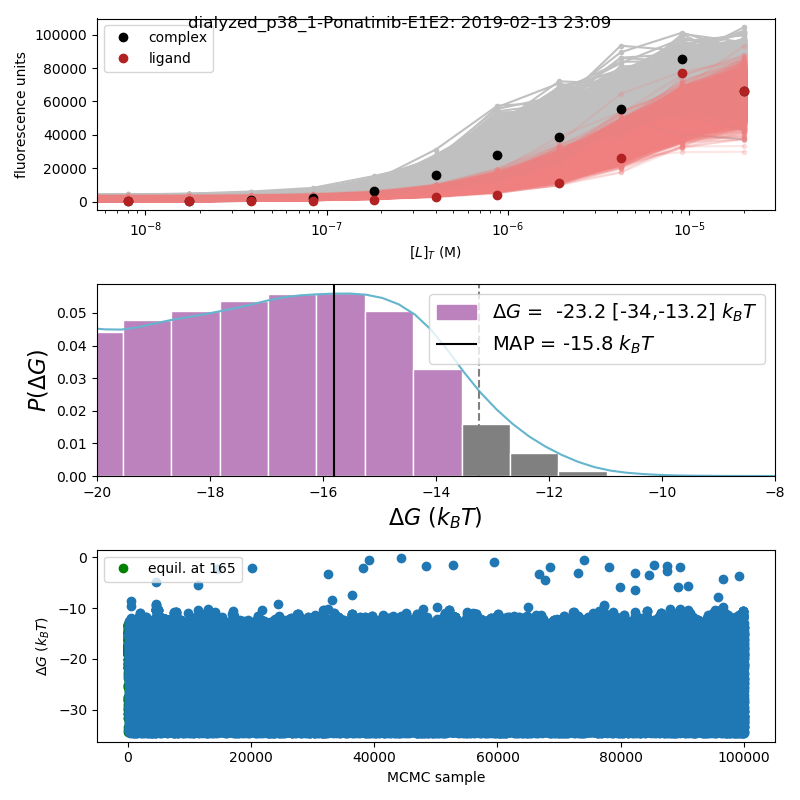 dialyzed_p38_1-Ponatinib-E1E2: 2019-02-13 23:09
100000
80000
60000
40000
20000
0
fluorescence units
complex
ligand
10⁻⁸
10⁻⁷
10⁻⁶
10⁻⁵
[L]_T (M)
0.05
0.04
0.03
0.02
0.01
0.00
P(ΔG)
ΔG = -23.2 [-34,-13.2] k_BT
MAP = -15.8 k_BT
−20
−18
−16
−14
−12
−10
−8
ΔG (k_BT)
0
−10
−20
−30
ΔG (k_BT)
equil. at 165
0
20000
40000
60000
80000
100000
MCMC sample